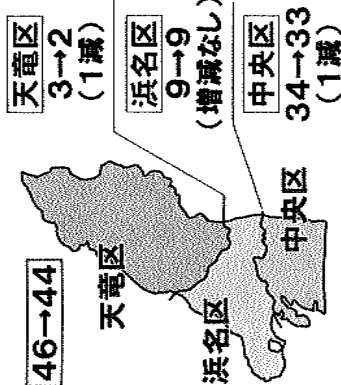 46→44
天竜区
3→2
(1減)
浜名区
9→9
(増減なし)
中央区
34→33
(1減)
天竜区
浜名区
中央区